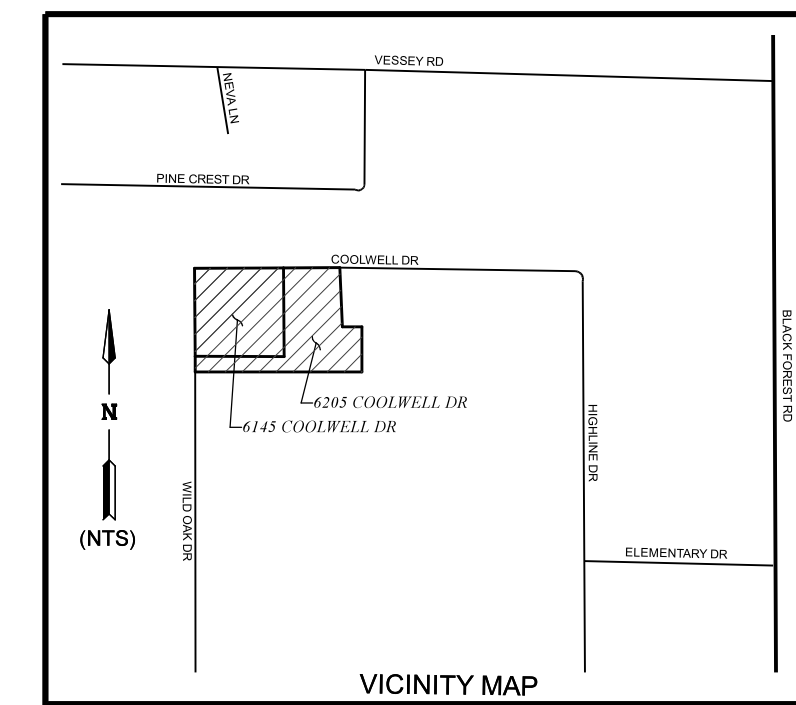 VESSEY RD
NEVA LN
PINE CREST DR
COOLWELL DR
BLACK FOREST RD
6205 COOLWELL DR
6145 COOLWELL DR
N
HIGHLINE DR
WILD OAK DR
(NTS)
ELEMENTARY DR
VICINITY MAP